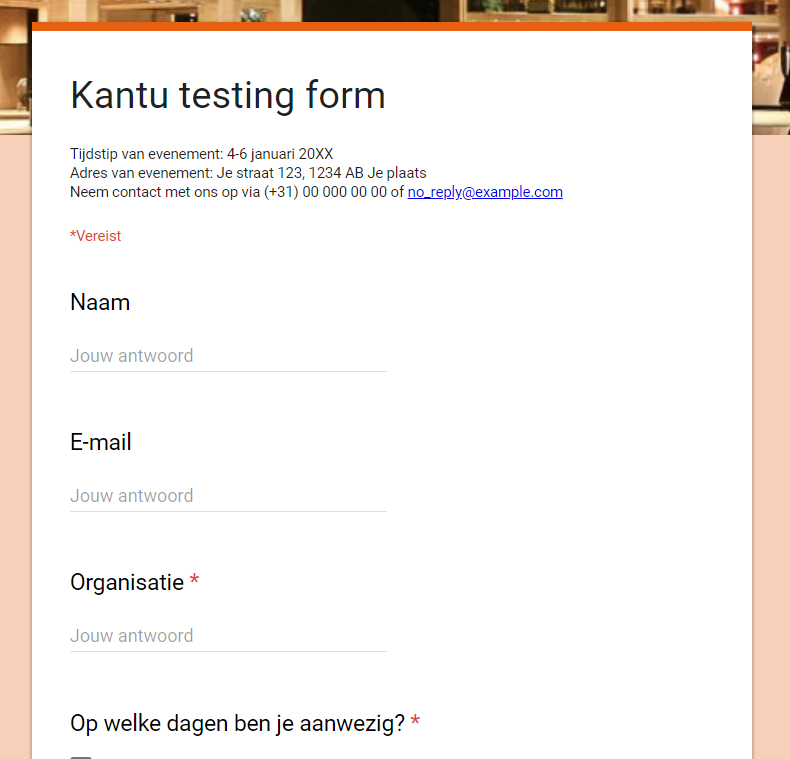 Kantu testing form
Tijdstip van evenement: 4-6 januari 20XX
Adres van evenement: Je straat 123, 1234 AB Je plaats
Neem contact met ons op via (+31) 00 000 00 00 of no_reply@example.com
*Vereist
Naam
Jouw antwoord
E-mail
Jouw antwoord
Organisatie *
Jouw antwoord
Op welke dagen ben je aanwezig? *